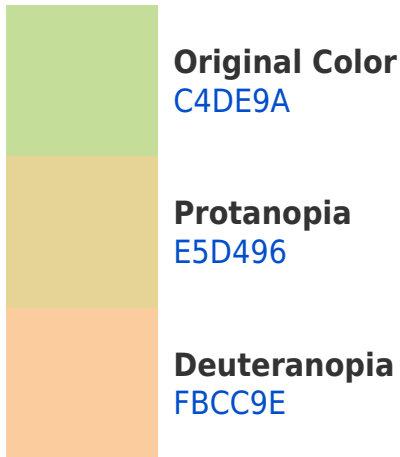 Original Color
C4DE9A
Protanopia
E5D496
Deuteranopia
FBCC9E